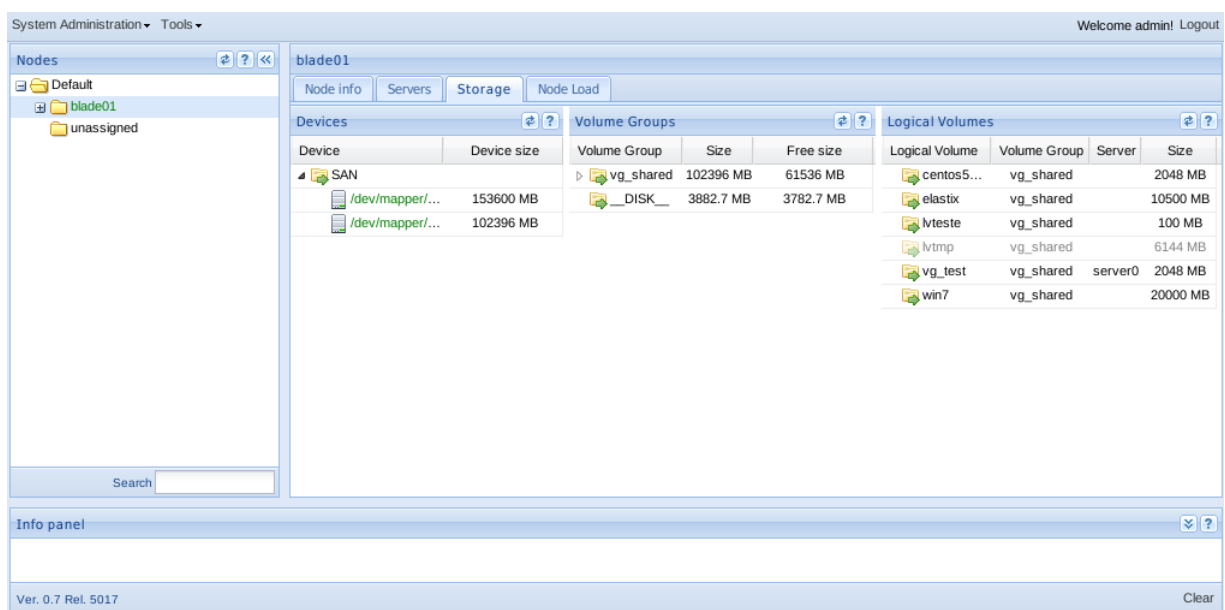 System Administration Tools Welcome admin! Logout
Nodes
Default
blade01
unassigned
Search
blade01
Node info Servers Storage Node Load
Devices
Device Device size
SAN
/dev/mapper/... 153600 MB
/dev/mapper/... 102396 MB
Volume Groups
Volume Group Size Free size
vg_shared 102396 MB 61536 MB
__DISK__ 3882.7 MB 3782.7 MB
Logical Volumes
Logical Volume Volume Group Server Size
centos5... vg_shared 2048 MB
elastix vg_shared 10500 MB
lvteste vg_shared 100 MB
lvtmp vg_shared 6144 MB
vg_test vg_shared server0 2048 MB
win7 vg_shared 20000 MB
Info panel
Ver. 0.7 Rel. 5017 Clear